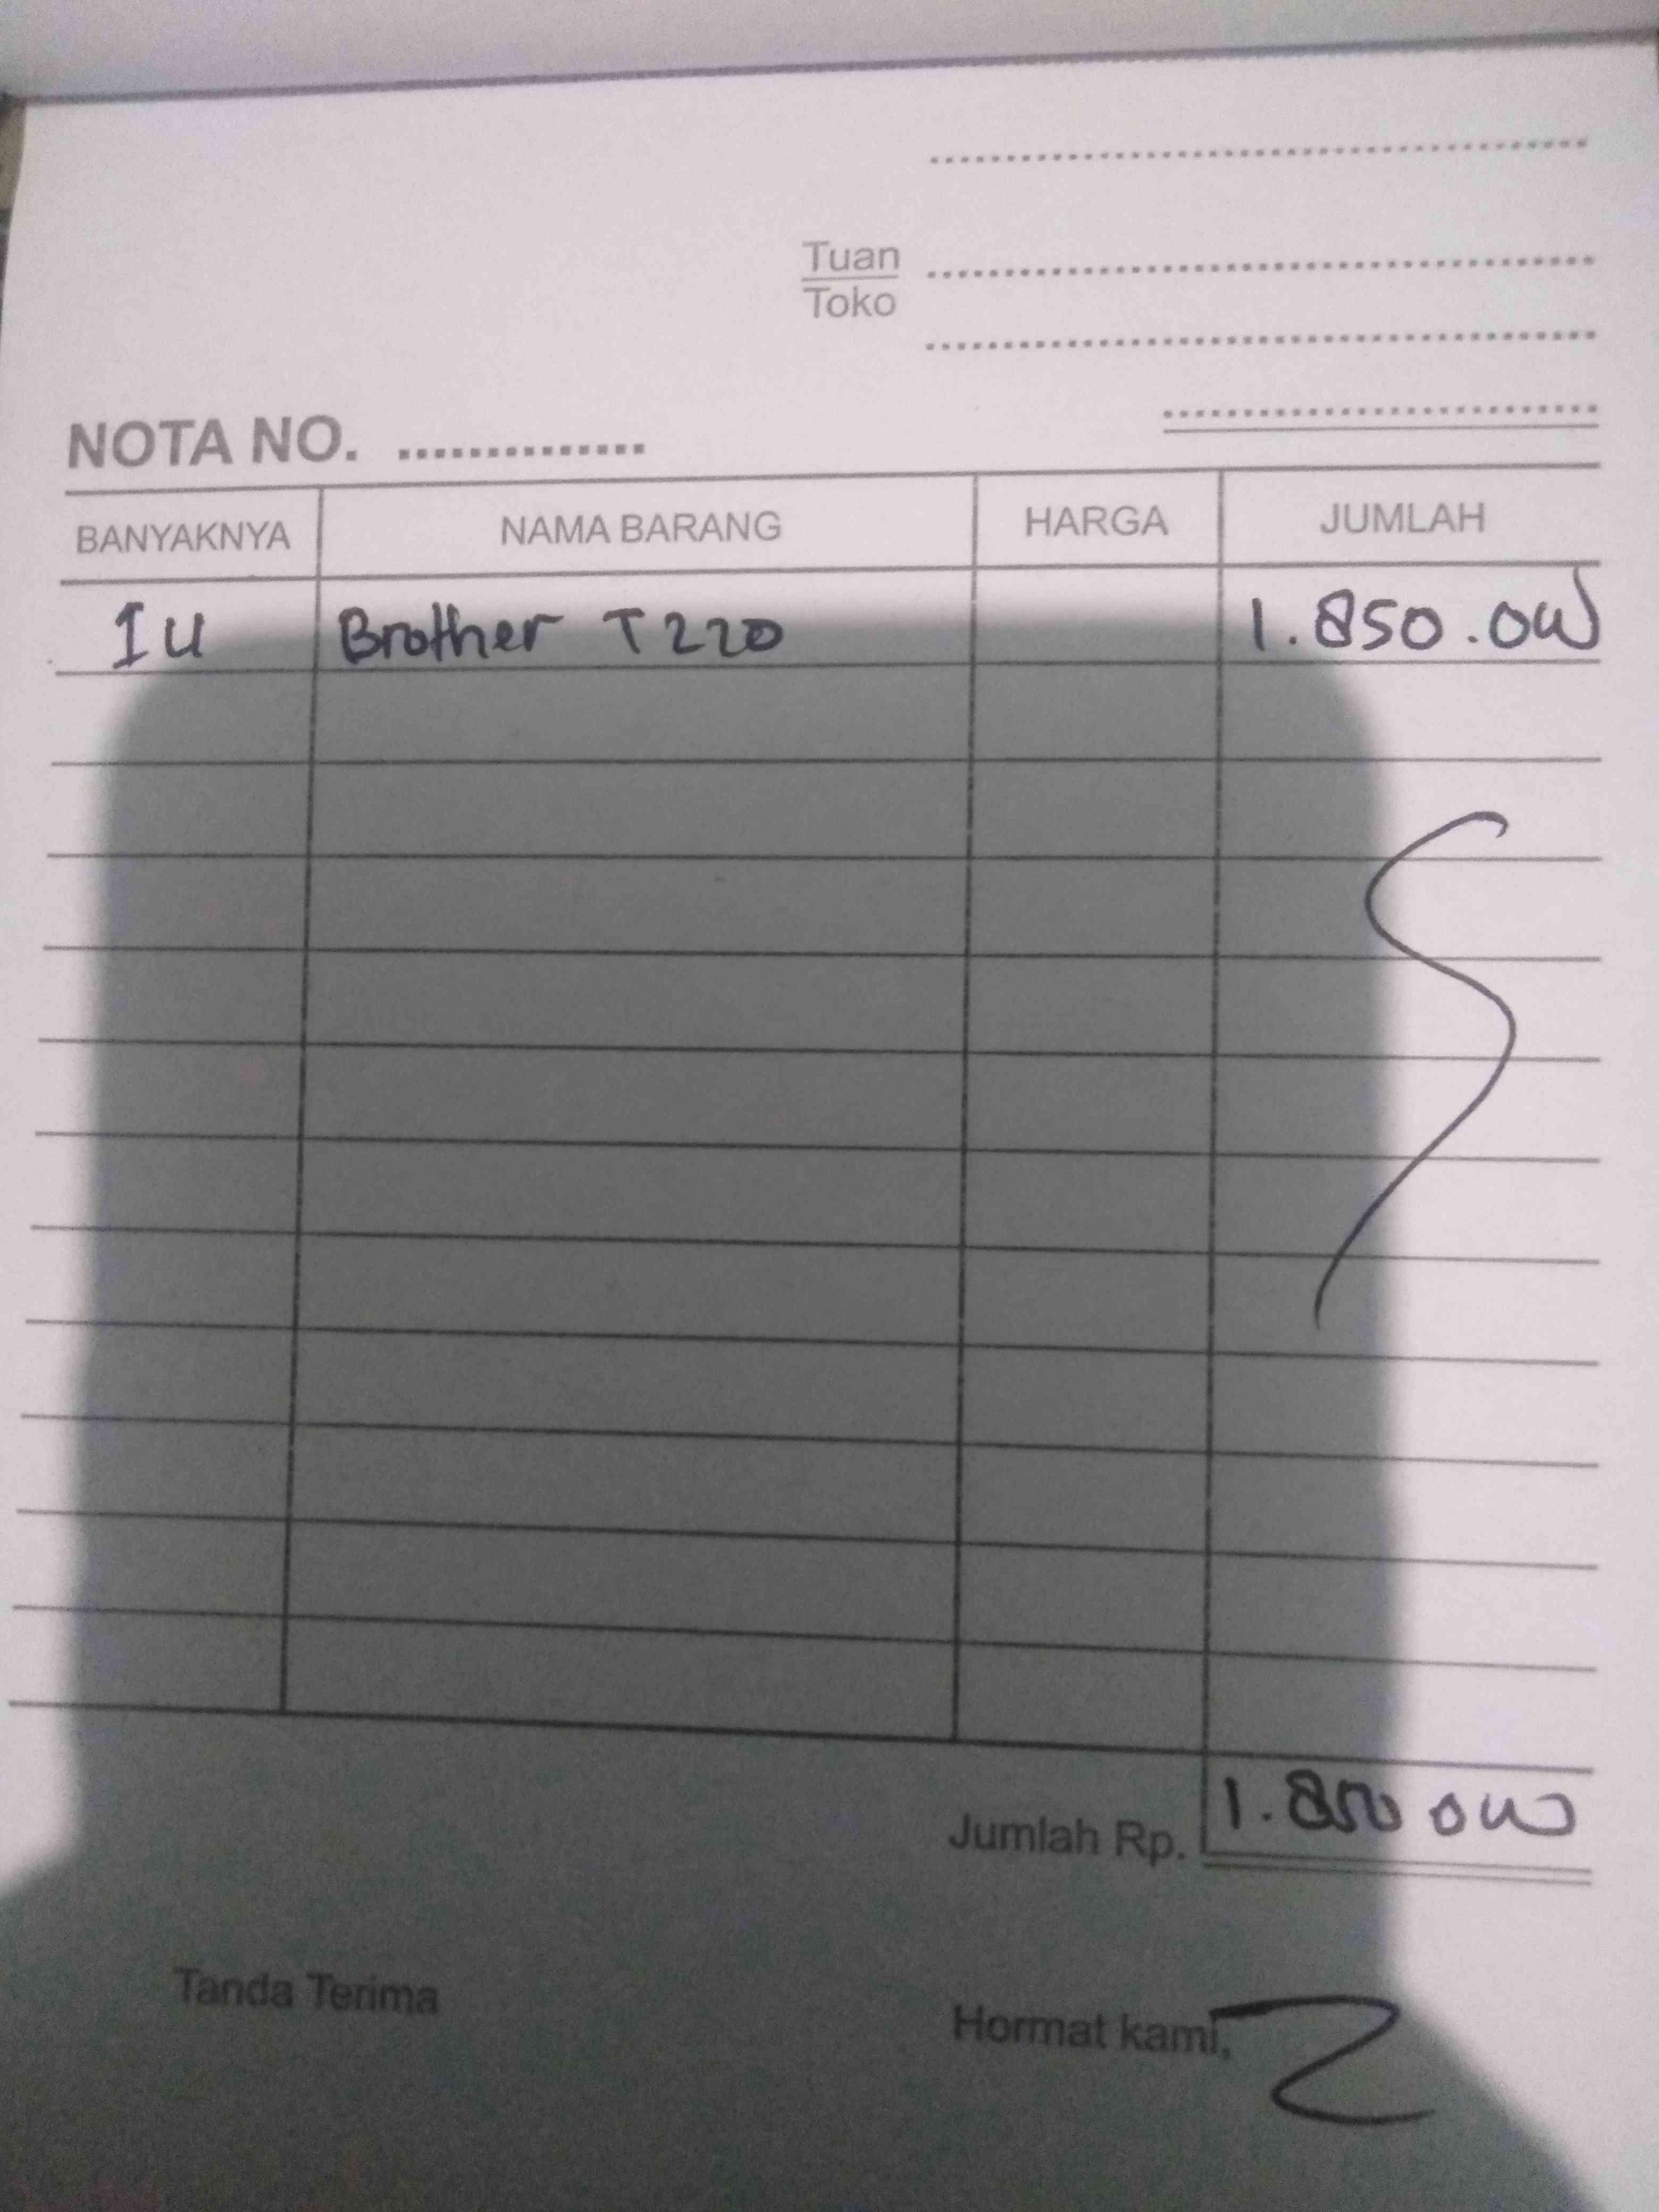 Tuan
Toko
NOTA NO. ..............
BANYAKNYA NAMA BARANG HARGA JUMLAH
1 U Brother T220 1.850.000
Jumlah Rp. 1.850 000
Tanda Terima Hormat kami,